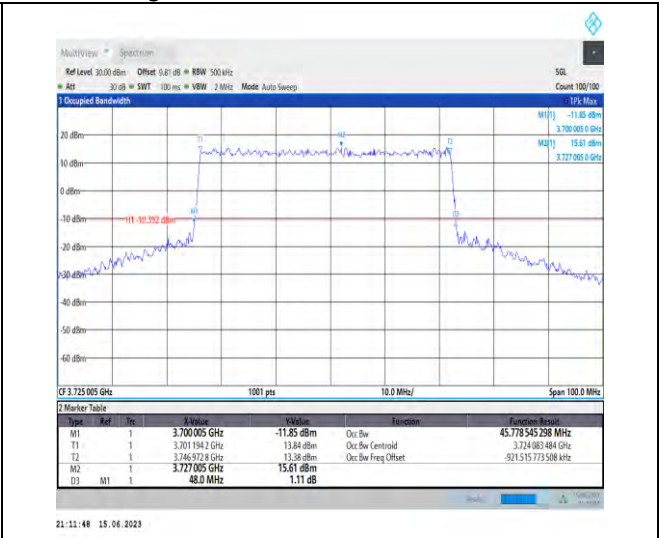 MultiView Spectrum
Ref Level 30.00 dBm Offset 9.81 dB RBW 500 kHz SGL
Att 30 dB SWT 100 ms VBW 2 MHz Mode Auto Sweep Count 100/100
1 Occupied Bandwidth 1Pk Max
M1[1] -11.85 dBm
3.700 005 0 GHz
M2[1] 15.61 dBm
3.727 005 0 GHz
20 dBm
T1 M2 T2
10 dBm
0 dBm
-10 dBm H1 -10.392 dBm M1 D3
-20 dBm
-30 dBm
-40 dBm
-50 dBm
-60 dBm
CF 3.725 005 GHz 1001 pts 10.0 MHz/ Span 100.0 MHz
2 Marker Table
Type Ref Trc X-Value Y-Value Function Function Result
M1 1 3.700 005 GHz -11.85 dBm Occ Bw 45.778 545 298 MHz
T1 1 3.701 194 2 GHz 13.84 dBm Occ Bw Centroid 3.724 083 484 GHz
T2 1 3.746 972 8 GHz 13.38 dBm Occ Bw Freq Offset -921.515 773 508 kHz
M2 1 3.727 005 GHz 15.61 dBm
D3 M1 1 48.0 MHz 1.11 dB
21:11:48 15.06.2023